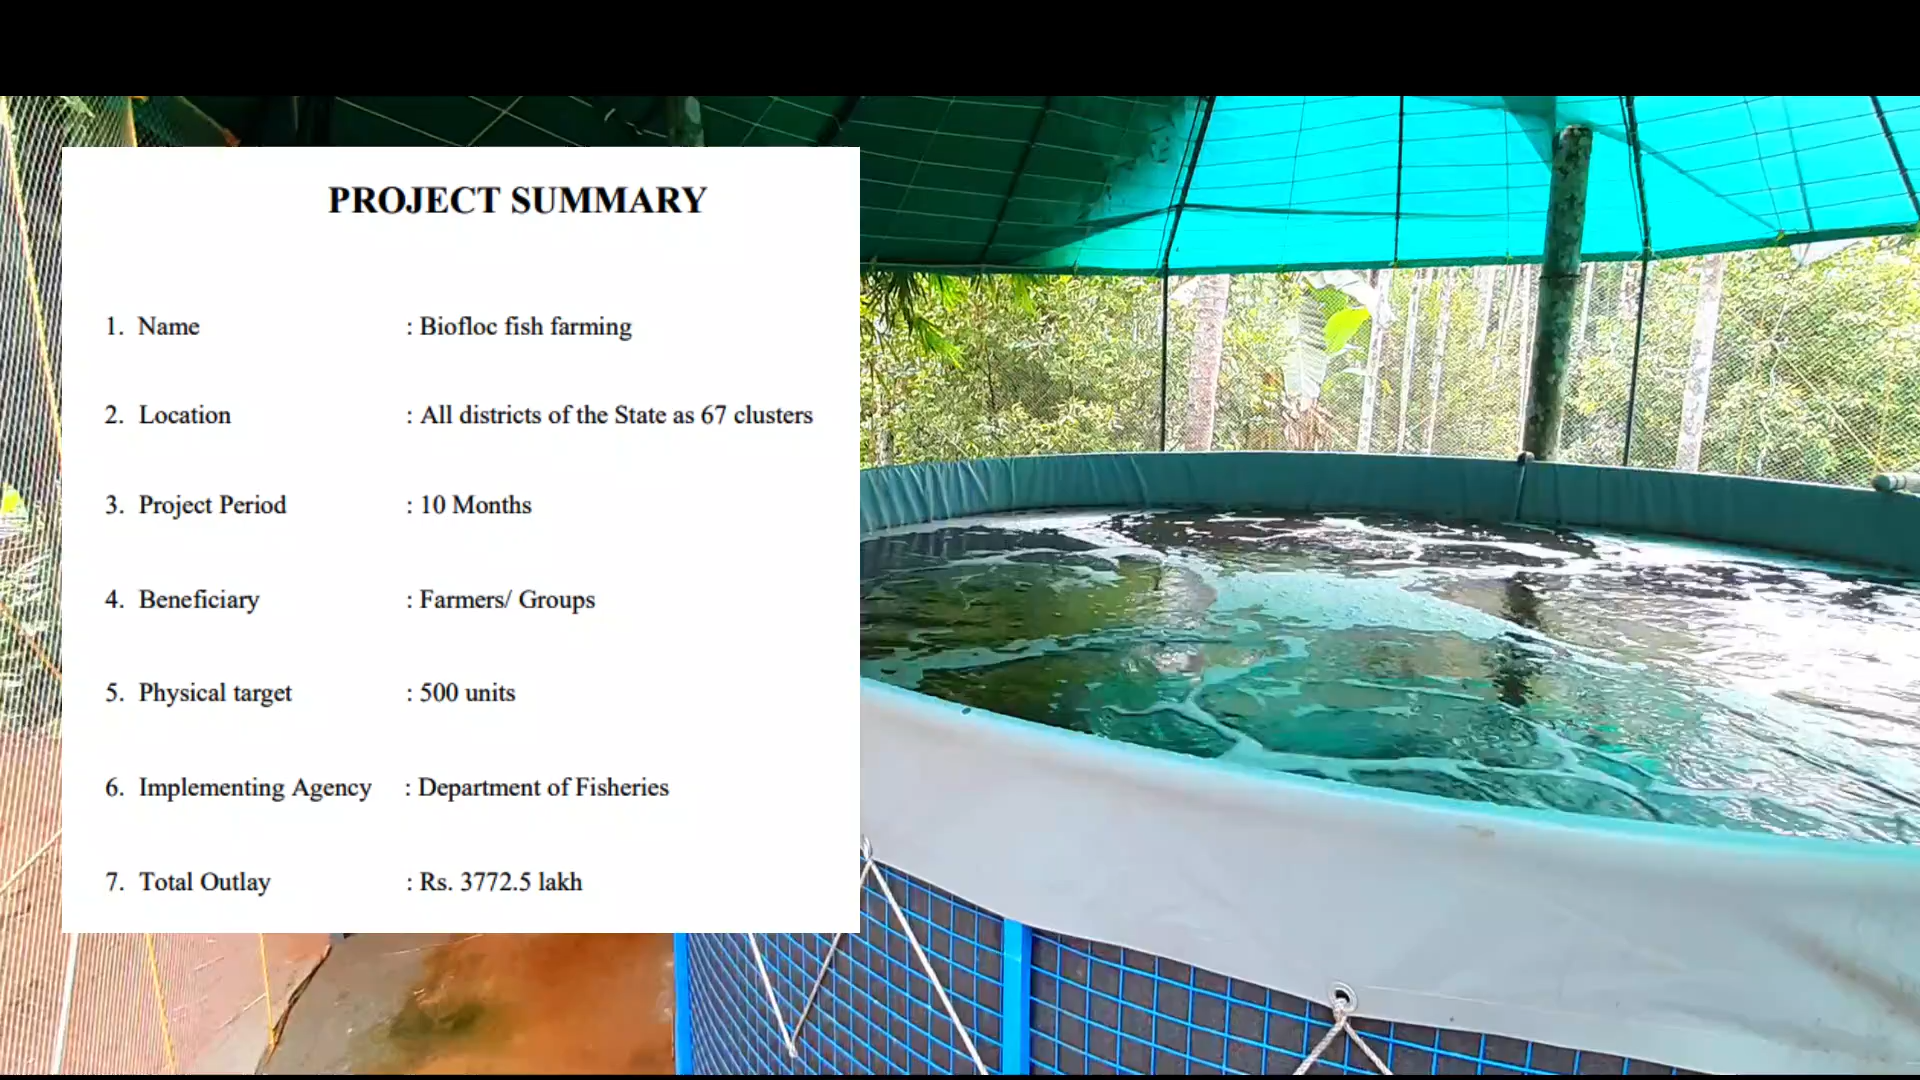 PROJECT SUMMARY
1. Name : Biofloc fish farming
2. Location : All districts of the State as 67 clusters
3. Project Period : 10 Months
4. Beneficiary : Farmers/ Groups
5. Physical target : 500 units
6. Implementing Agency : Department of Fisheries
7. Total Outlay : Rs. 3772.5 lakh